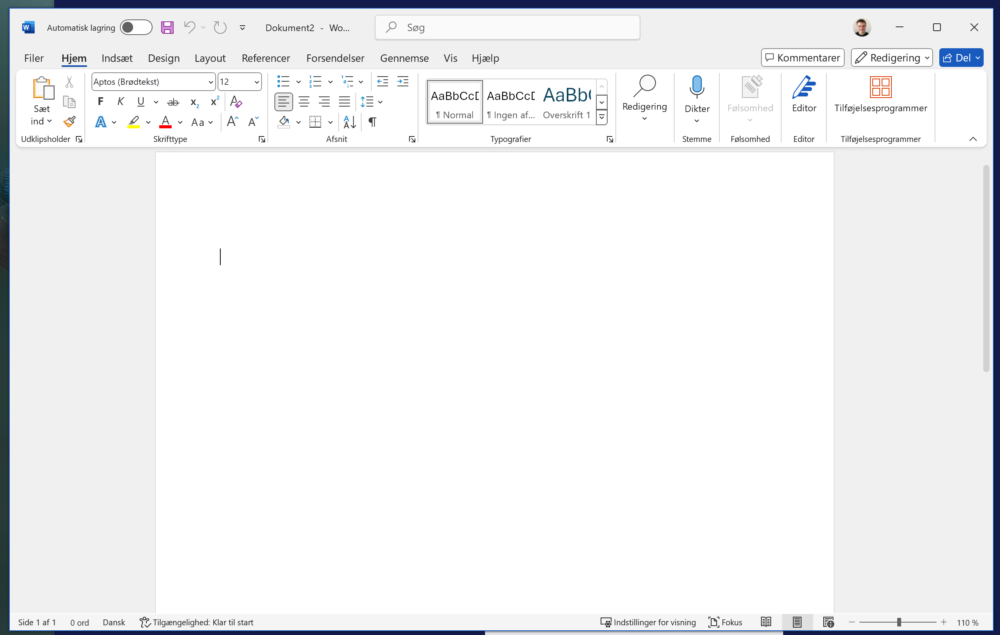 Automatisk lagring
Dokument2 - Wo...
Søg
Filer Hjem Indsæt Design Layout Referencer Forsendelser Gennemse Vis Hjælp
Kommentarer Redigering Del
Sæt ind
Udklipsholder
Aptos (Brødtekst) 12
F K U ab x₂ x² A
A A Aa A A
Skrifttype
Afsnit
AaBbCcD AaBbCcD AaBbC
¶ Normal ¶ Ingen af... Overskrift 1
Typografier
Redigering
Dikter
Stemme
Følsomhed
Følsomhed
Editor
Editor
Tilføjelsesprogrammer
Tilføjelsesprogrammer
Side 1 af 1 0 ord Dansk Tilgængelighed: Klar til start
Indstillinger for visning Fokus 110 %